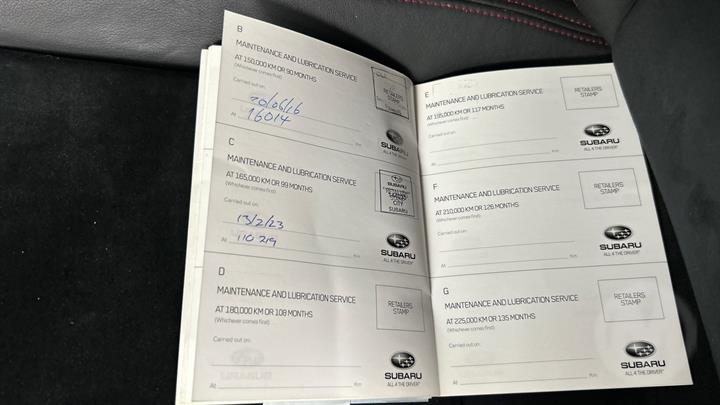 B
MAINTENANCE AND LUBRICATION SERVICE
AT 150,000 KM OR 90 MONTHS
(Whichever comes first)
Carried out on:
20/06/16
At 16014 Km
SUBARU
ALL 4 THE DRIVER
C
MAINTENANCE AND LUBRICATION SERVICE
AT 165,000 KM OR 99 MONTHS
(Whichever comes first)
SUBARU
CITY
SUBARU
Carried out on:
13/2/23
At 110 219 Km
SUBARU
ALL 4 THE DRIVER
D
MAINTENANCE AND LUBRICATION SERVICE
AT 180,000 KM OR 108 MONTHS
(Whichever comes first)
RETAILERS
STAMP
Carried out on:
At Km
SUBARU
ALL 4 THE DRIVER
E
MAINTENANCE AND LUBRICATION SERVICE
AT 195,000 KM OR 117 MONTHS
(Whichever comes first)
RETAILERS
STAMP
Carried out on:
At Km
SUBARU
ALL 4 THE DRIVER
F
MAINTENANCE AND LUBRICATION SERVICE
AT 210,000 KM OR 126 MONTHS
(Whichever comes first)
RETAILERS
STAMP
Carried out on:
At Km
SUBARU
ALL 4 THE DRIVER
G
MAINTENANCE AND LUBRICATION SERVICE
AT 225,000 KM OR 135 MONTHS
(Whichever comes first)
RETAILERS
STAMP
Carried out on:
At Km
SUBARU
ALL 4 THE DRIVER